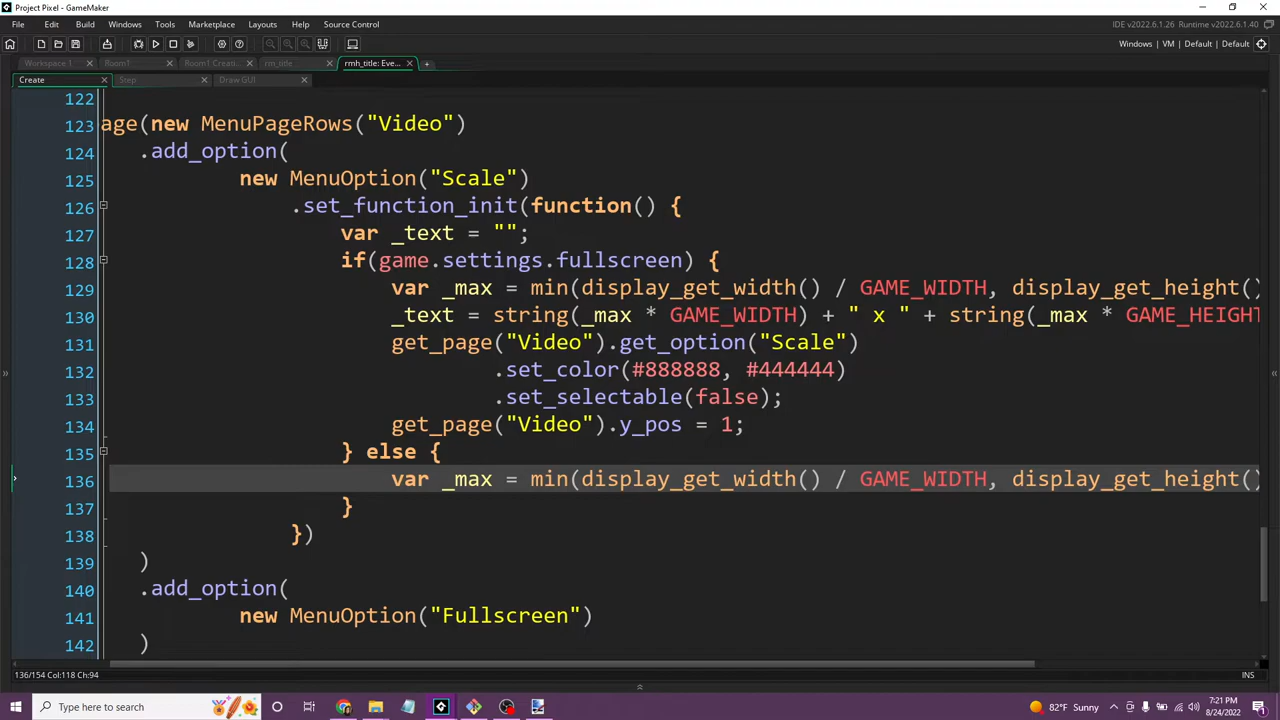 Project Pixel - GameMaker
File Edit Build Windows Tools Marketplace Layouts Help Source Control
IDE v2022.6.1.26 Runtime v2022.6.1.40
Windows | VM | Default | Default
Workspace 1 Room1 Room1 Creati... rm_title rmh_title: Eve...
Create Step Draw GUI
122
123 age(new MenuPageRows("Video")
124 .add_option(
125 new MenuOption("Scale")
126 .set_function_init(function() {
127 var _text = "";
128 if(game.settings.fullscreen) {
129 var _max = min(display_get_width() / GAME_WIDTH, display_get_height()
130 _text = string(_max * GAME_WIDTH) + " x " + string(_max * GAME_HEIGHT
131 get_page("Video").get_option("Scale")
132 .set_color(#888888, #444444)
133 .set_selectable(false);
134 get_page("Video").y_pos = 1;
135 } else {
136 var _max = min(display_get_width() / GAME_WIDTH, display_get_height()
137 }
138 })
139 )
140 .add_option(
141 new MenuOption("Fullscreen")
142 )
136/154 Col:118 Ch:94
INS
Type here to search
82°F Sunny
7:21 PM
8/24/2022